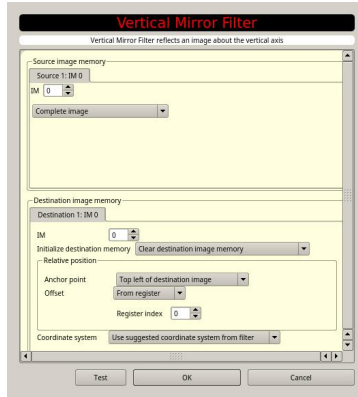 Vertical Mirror Filter
Vertical Mirror Filter reflects an image about the vertical axis
Source image memory
Source 1: IM 0
IM 0
Complete image
Destination image memory
Destination 1: IM 0
IM 0
Initialize destination memory Clear destination image memory
Relative position
Anchor point Top left of destination image
Offset From register
Register index 0
Coordinate system Use suggested coordinate system from filter
Test OK Cancel